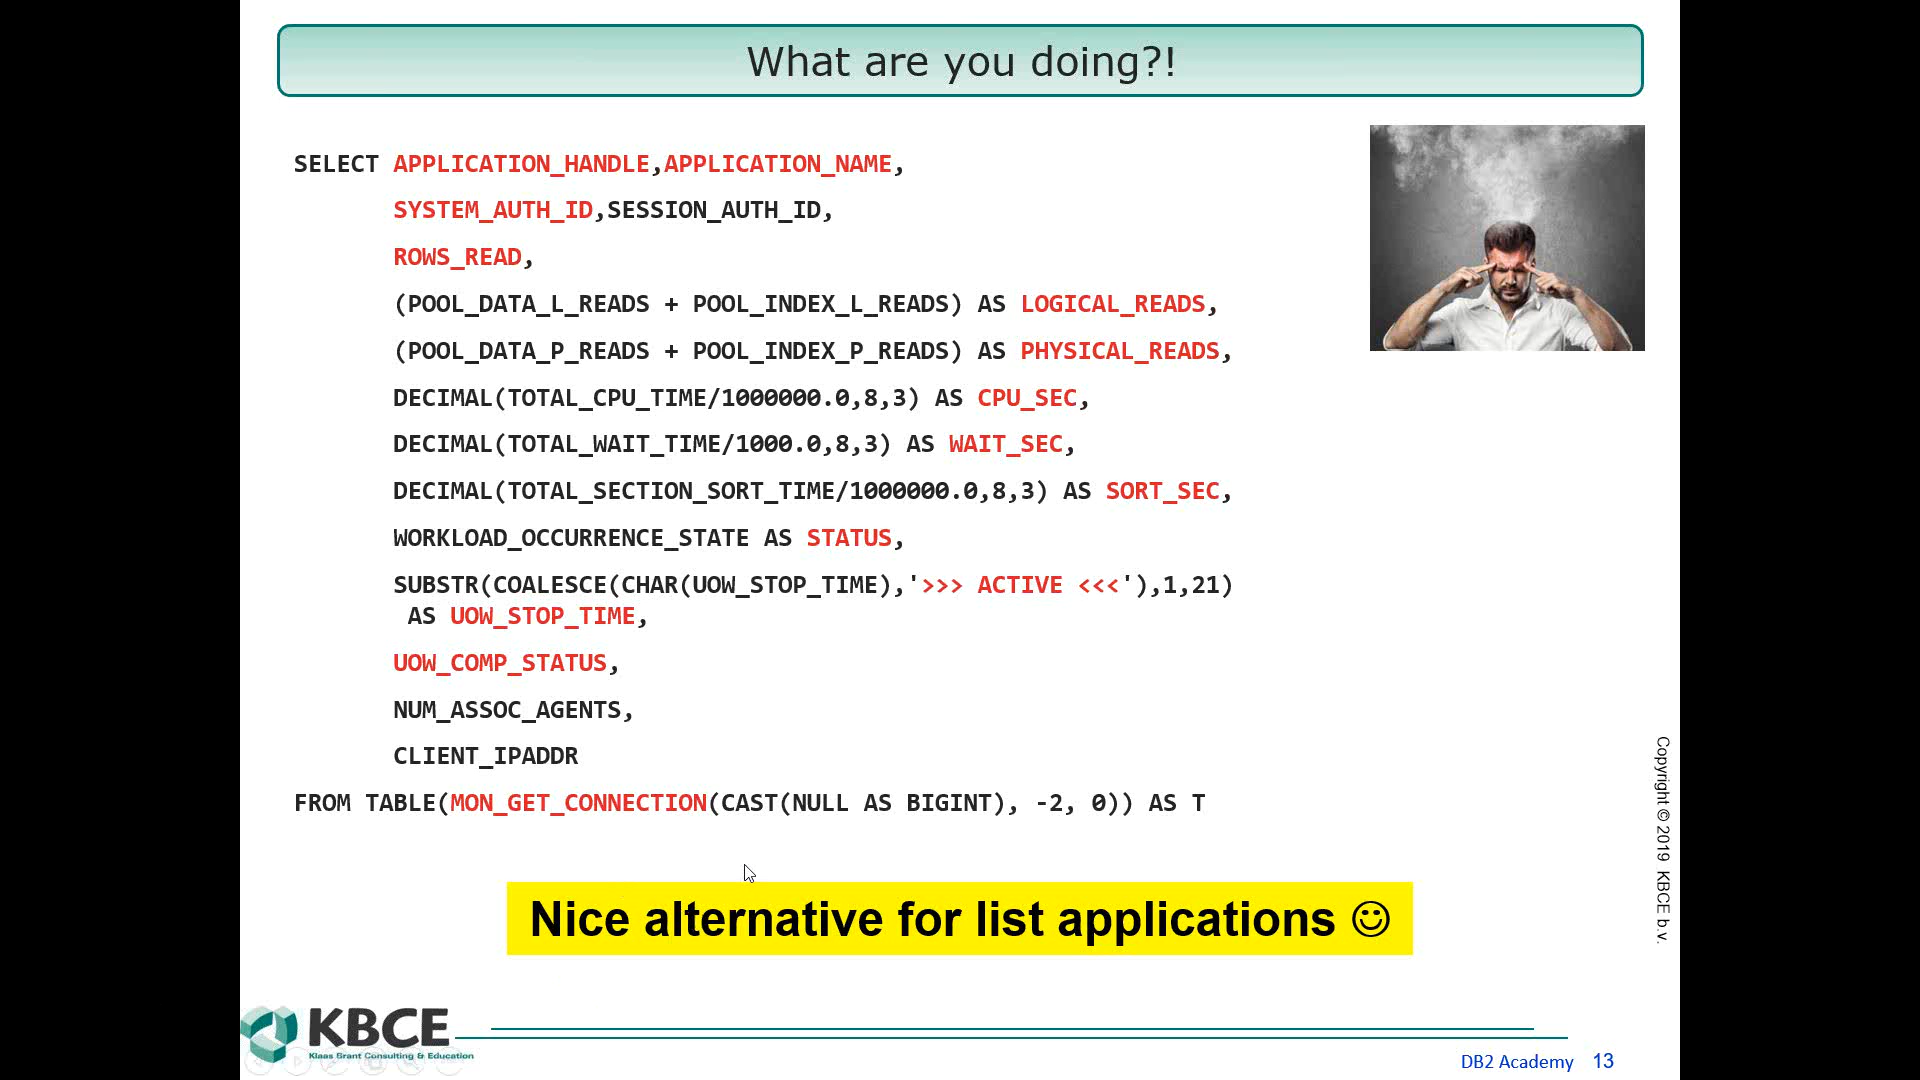 What are you doing?!
SELECT APPLICATION_HANDLE,APPLICATION_NAME,
SYSTEM_AUTH_ID,SESSION_AUTH_ID,
ROWS_READ,
(POOL_DATA_L_READS + POOL_INDEX_L_READS) AS LOGICAL_READS,
(POOL_DATA_P_READS + POOL_INDEX_P_READS) AS PHYSICAL_READS,
DECIMAL(TOTAL_CPU_TIME/1000000.0,8,3) AS CPU_SEC,
DECIMAL(TOTAL_WAIT_TIME/1000.0,8,3) AS WAIT_SEC,
DECIMAL(TOTAL_SECTION_SORT_TIME/1000000.0,8,3) AS SORT_SEC,
WORKLOAD_OCCURRENCE_STATE AS STATUS,
SUBSTR(COALESCE(CHAR(UOW_STOP_TIME),'>>> ACTIVE <<<'),1,21)
AS UOW_STOP_TIME,
UOW_COMP_STATUS,
NUM_ASSOC_AGENTS,
CLIENT_IPADDR
FROM TABLE(MON_GET_CONNECTION(CAST(NULL AS BIGINT), -2, 0)) AS T
Nice alternative for list applications ☺
Copyright © 2019 KBCE b.v.
KBCE
Klaas Brant Consulting & Education
DB2 Academy 13